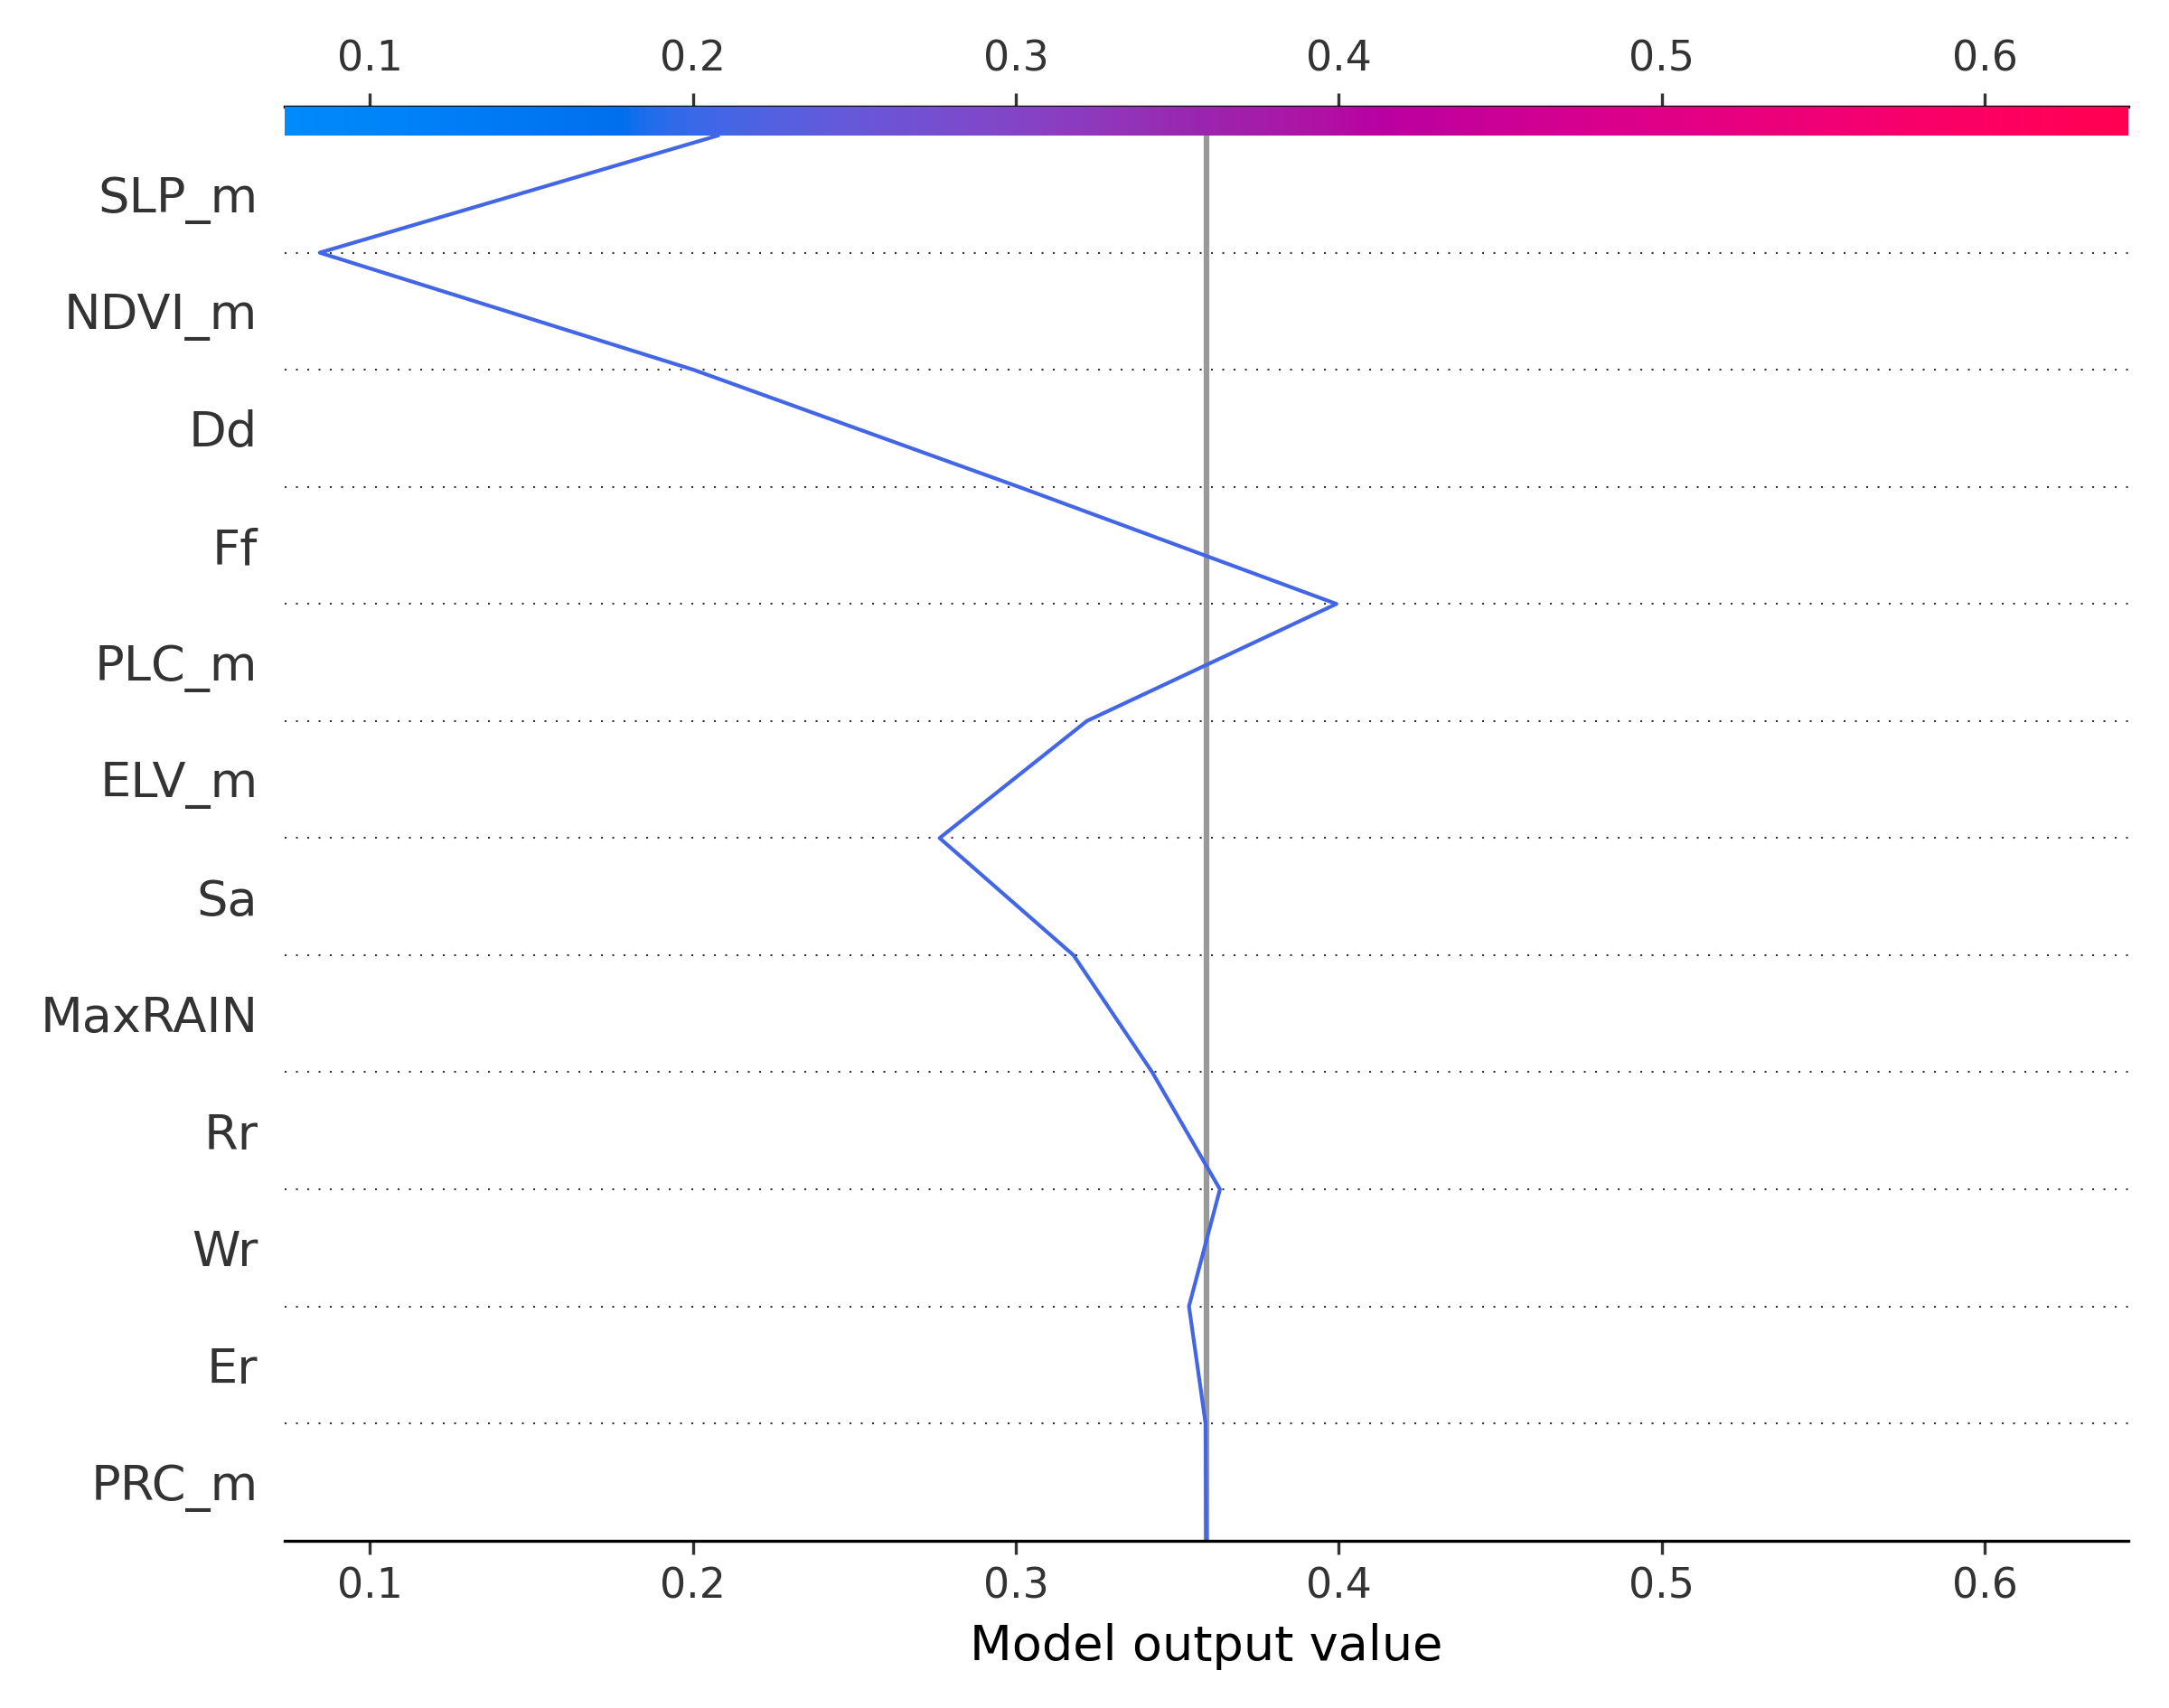 0.1 0.2 0.3 0.4 0.5 0.6
SLP_m
NDVI_m
Dd
Ff
PLC_m
ELV_m
Sa
MaxRAIN
Rr
Wr
Er
PRC_m
0.1 0.2 0.3 0.4 0.5 0.6
Model output value